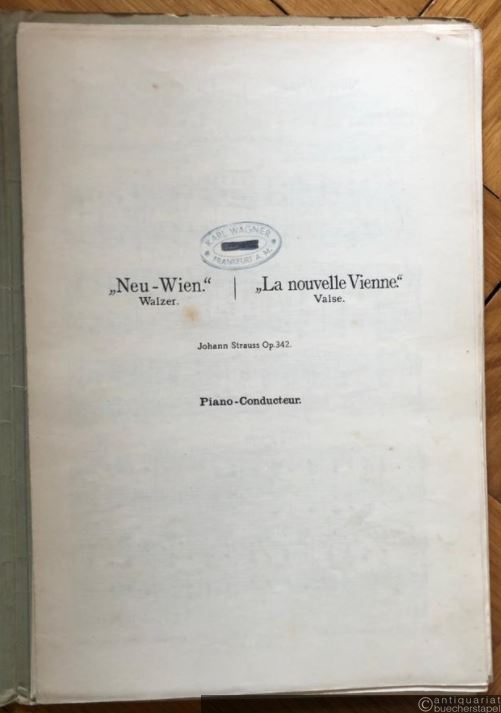 KARL WAGNER
FRANKFURT A. M.
„Neu-Wien.“
Walzer.
„La nouvelle Vienne.“
Valse.
Johann Strauss Op. 342.
Piano-Conducteur.
©antiquariat
buecherstapel